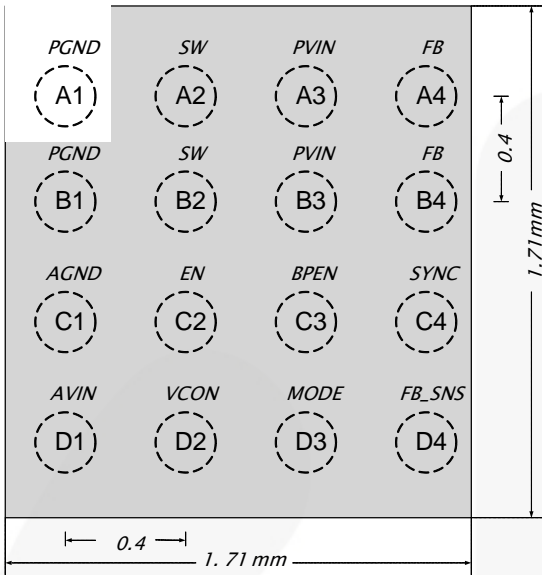 PGND SW PVIN FB
A1 A2 A3 A4
0.4
PGND SW PVIN FB
B1 B2 B3 B4
1.71mm
AGND EN BPEN SYNC
C1 C2 C3 C4
AVIN VCON MODE FB_SNS
D1 D2 D3 D4
0.4
1. 71 mm